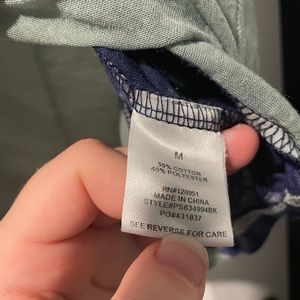 M
55% COTTON
45% POLYESTER
RN#120951
MADE IN CHINA
STYLE#PS834994BK
PO#431837
SEE REVERSE FOR CARE